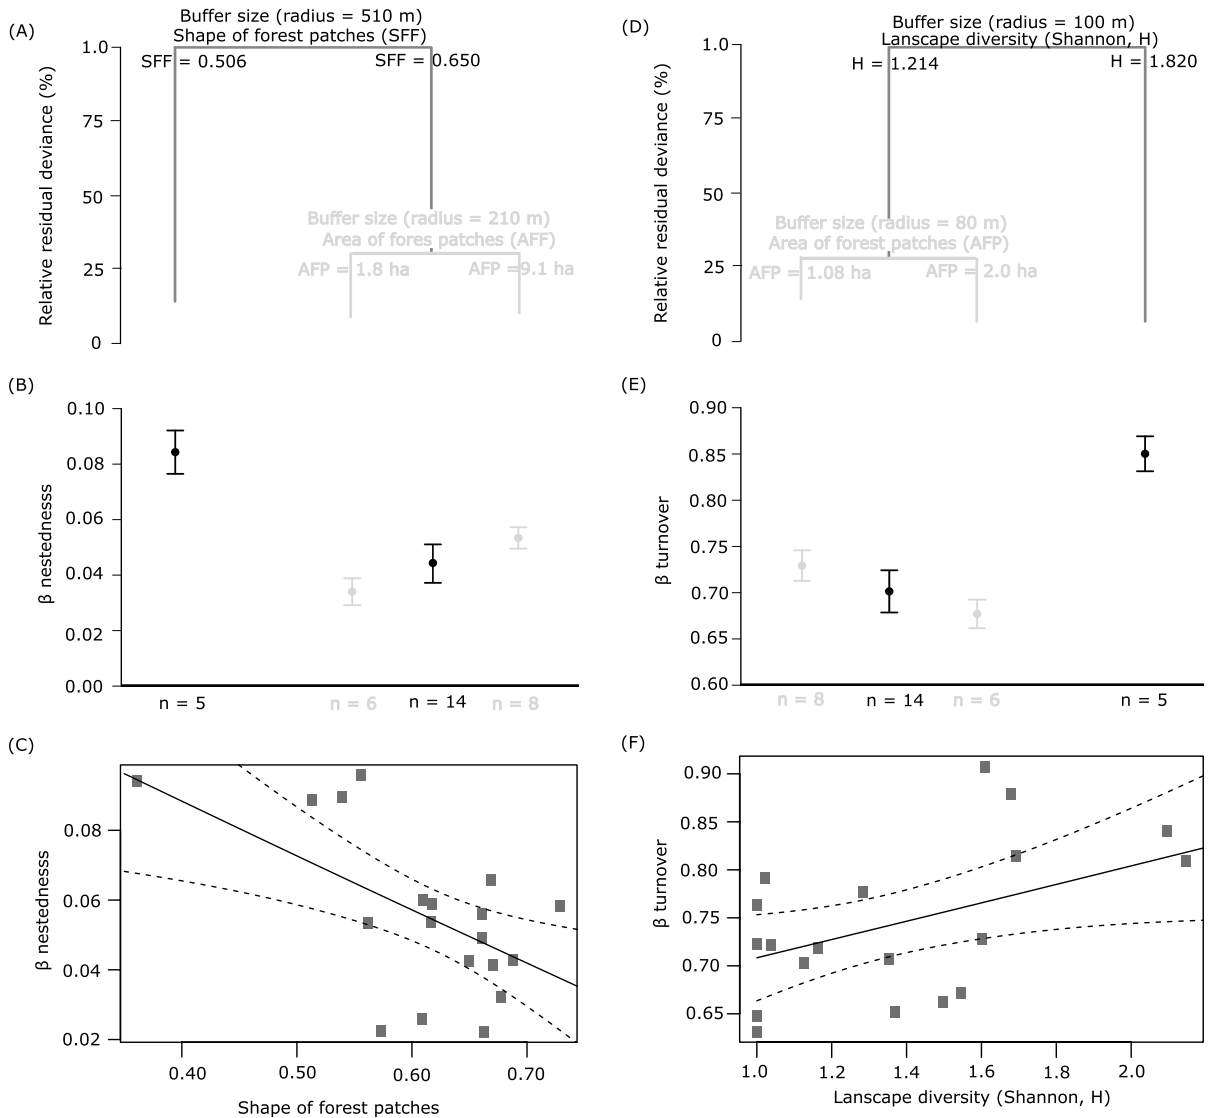 (A)
Buffer size (radius = 510 m)
Shape of forest patches (SFF)
SFF = 0.506
SFF = 0.650
Buffer size (radius = 210 m)
Area of fores patches (AFF)
AFP = 1.8 ha
AFP =9.1 ha
Relative residual deviance (%)
1.0
75
50
25
0
(D)
Buffer size (radius = 100 m)
Lanscape diversity (Shannon, H)
H = 1.214
H = 1.820
Buffer size (radius = 80 m)
Area of forest patches (AFP)
AFP = 1.08 ha
AFP = 2.0 ha
Relative residual deviance (%)
1.0
75
50
25
0
(B)
β nestednesss
0.10
0.08
0.06
0.04
0.02
0.00
n = 5
n = 6
n = 14
n = 8
(E)
β turnover
0.90
0.85
0.80
0.75
0.70
0.65
0.60
n = 8
n = 14
n = 6
n = 5
(C)
β nestednesss
0.08
0.06
0.04
0.02
0.40
0.50
0.60
0.70
Shape of forest patches
(F)
β turnover
0.90
0.85
0.80
0.75
0.70
0.65
1.0
1.2
1.4
1.6
1.8
2.0
Lanscape diversity (Shannon, H)